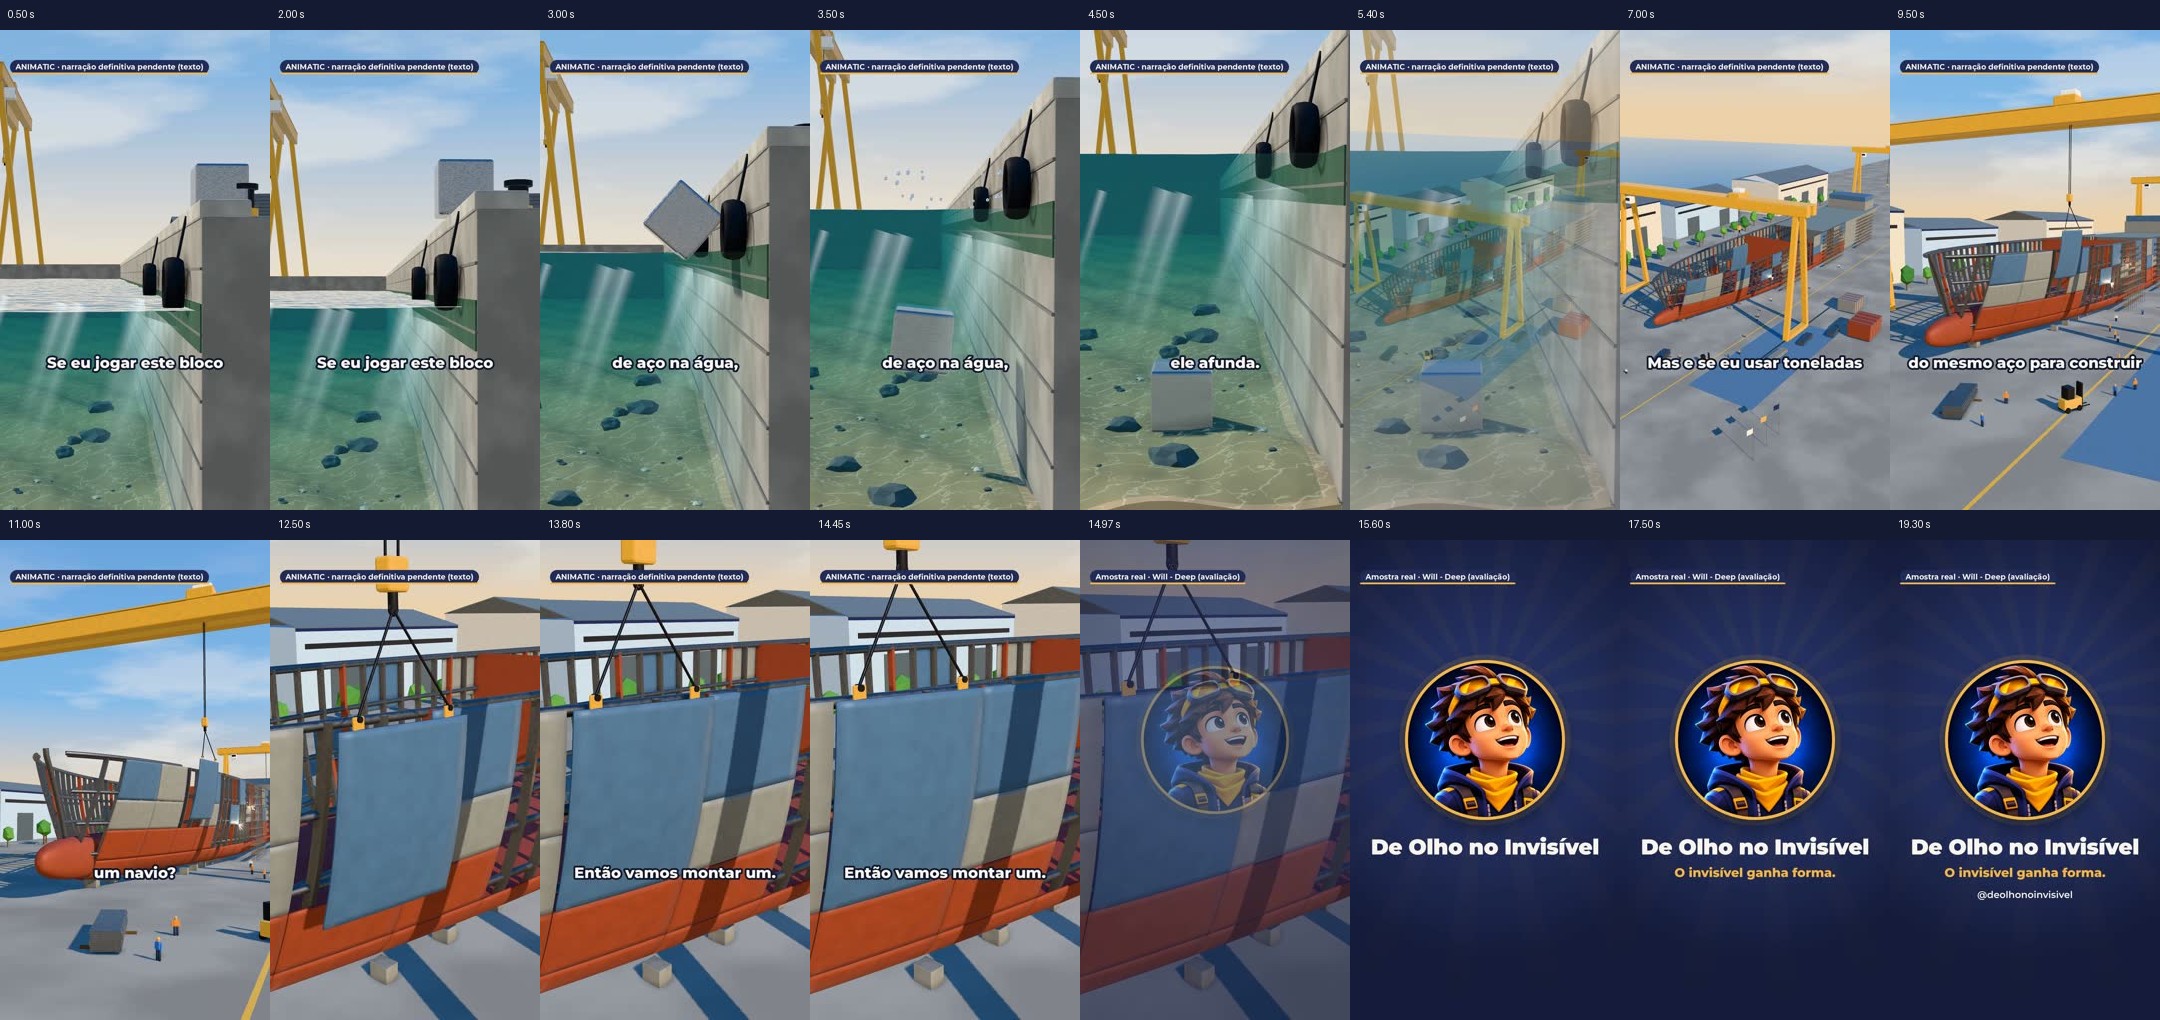 0.50 s
2.00 s
3.00 s
3.50 s
4.50 s
5.40 s
7.00 s
9.50 s
ANIMATIC · narração definitiva pendente (texto)
ANIMATIC · narração definitiva pendente (texto)
ANIMATIC · narração definitiva pendente (texto)
ANIMATIC · narração definitiva pendente (texto)
ANIMATIC · narração definitiva pendente (texto)
ANIMATIC · narração definitiva pendente (texto)
ANIMATIC · narração definitiva pendente (texto)
ANIMATIC · narração definitiva pendente (texto)
Se eu jogar este bloco
Se eu jogar este bloco
de aço na água,
de aço na água,
ele afunda.
Mas e se eu usar toneladas
do mesmo aço para construir
11.00 s
12.50 s
13.80 s
14.45 s
14.97 s
15.60 s
17.50 s
19.30 s
ANIMATIC · narração definitiva pendente (texto)
ANIMATIC · narração definitiva pendente (texto)
ANIMATIC · narração definitiva pendente (texto)
ANIMATIC · narração definitiva pendente (texto)
Amostra real · Will - Deep (avaliação)
Amostra real · Will - Deep (avaliação)
Amostra real · Will - Deep (avaliação)
Amostra real · Will - Deep (avaliação)
um navio?
Então vamos montar um.
Então vamos montar um.
De Olho no Invisível
De Olho no Invisível
O invisível ganha forma.
De Olho no Invisível
O invisível ganha forma.
@deolhonoinvisivel